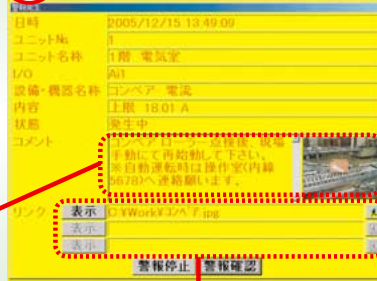 警報発生
日時 2005/12/15 13:49:09
ユニットNo. 1
ユニット名称 1階 電気室
I/O Ai1
設備・機器名称 コンベア 電流
内容 上限 18.01 A
状態 発生中
コメント コンベア ローラー点検後、現場
手動にて再始動して下さい。
※自動運転時は操作室(内線
5678)へ連絡願います。
リンク 表示 C:¥Work¥コンベア.jpg
表示
表示
警報停止 警報確認